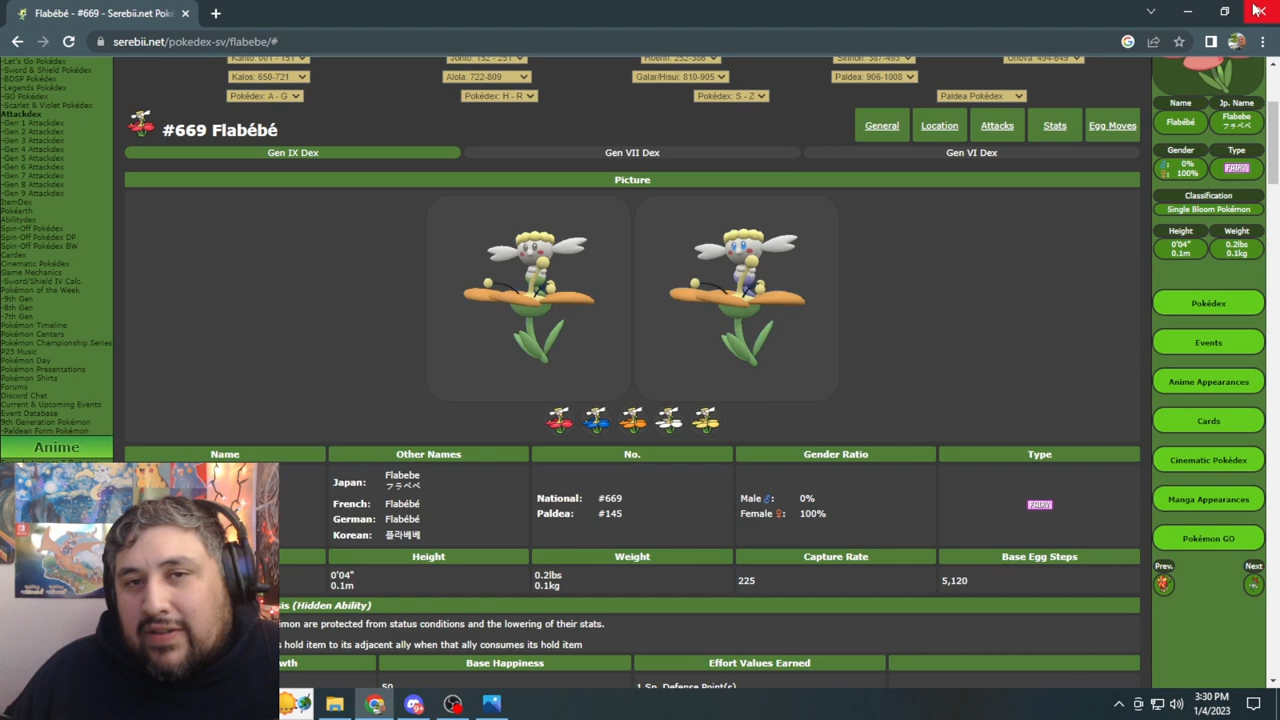 Flabébé - #669 - Serebii.net Poké
serebii.net/pokedex-sv/flabebe/#
-Let's Go Pokédex
-Sword & Shield Pokédex
-BDSP Pokédex
-Legends Pokédex
-GO Pokédex
-Scarlet & Violet Pokédex
Attackdex
-Gen 1 Attackdex
-Gen 2 Attackdex
-Gen 3 Attackdex
-Gen 4 Attackdex
-Gen 5 Attackdex
-Gen 6 Attackdex
-Gen 7 Attackdex
-Gen 8 Attackdex
-Gen 9 Attackdex
ItemDex
Pokéarth
Abilitydex
Spin-Off Pokédex
Spin-Off Pokédex DP
Spin-Off Pokédex BW
Cardex
Cinematic Pokédex
Game Mechanics
-Sword/Shield IV Calc.
Pokémon of the Week
-9th Gen
-8th Gen
-7th Gen
Pokémon Timeline
Pokémon Centers
Pokémon Championship Series
P25 Music
Pokémon Day
Pokémon Presentations
Pokémon Shirts
Forums
Discord Chat
Current & Upcoming Events
Event Database
9th Generation Pokémon
-Paldean Form Pokémon
Anime
Kalos: 650-721 Alola: 722-809 Galar/Hisui: 810-905 Paldea: 906-1008
Pokédex: A - G Pokédex: H - R Pokédex: S - Z Paldea Pokédex
#669 Flabébé
General Location Attacks Stats Egg Moves
Gen IX Dex Gen VII Dex Gen VI Dex
Picture
Name Other Names No. Gender Ratio Type
Japan: Flabebe
フラベベ
French: Flabébé
German: Flabébé
Korean: 플라베베
National: #669
Paldea: #145
Male ♂: 0%
Female ♀: 100%
FAIRY
Height Weight Capture Rate Base Egg Steps
0'04" 0.2lbs 225 5,120
0.1m 0.1kg
sis (Hidden Ability)
mon are protected from status conditions and the lowering of their stats.
s hold item to its adjacent ally when that ally consumes its hold item
wth Base Happiness Effort Values Earned
50 1 Sp. Defense Point(s)
Name Jp. Name
Flabébé Flabebe
フラベベ
Gender Type
♂: 0% FAIRY
♀: 100%
Classification
Single Bloom Pokémon
Height Weight
0'04" 0.2lbs
0.1m 0.1kg
Pokédex
Events
Anime Appearances
Cards
Cinematic Pokédex
Manga Appearances
Pokémon GO
Prev. Next
3:30 PM
1/4/2023